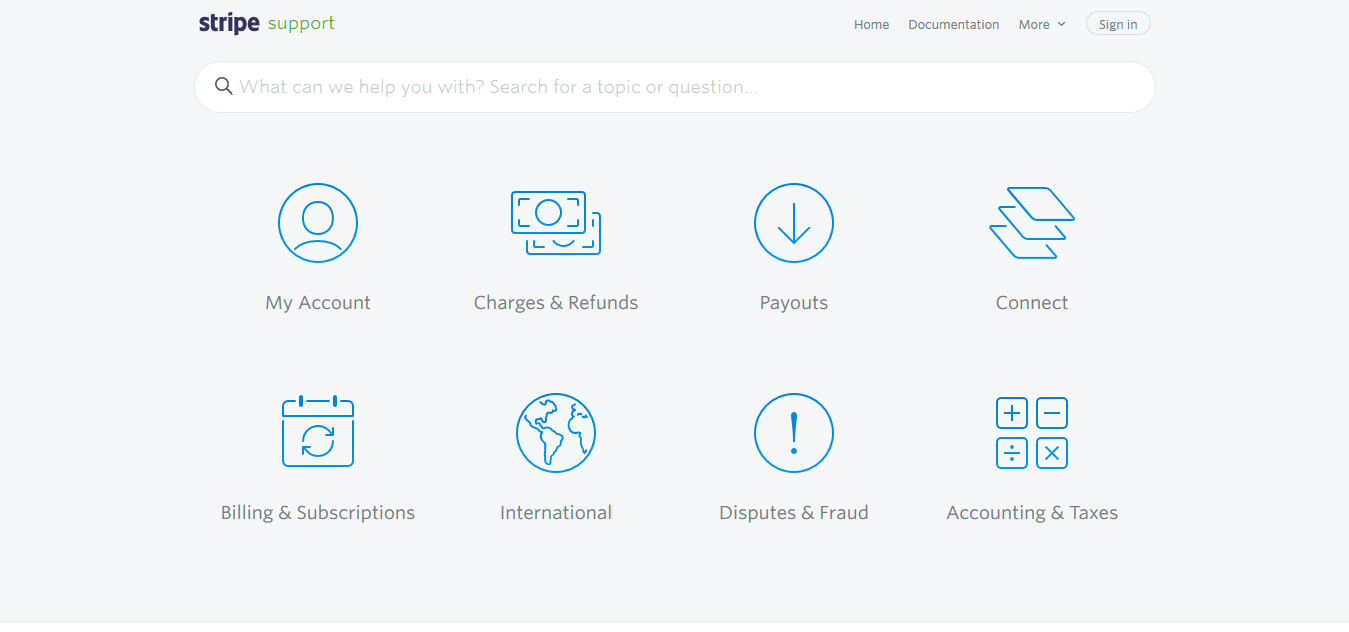 stripe support
Home Documentation More Sign in
What can we help you with? Search for a topic or question...
My Account
Charges & Refunds
Payouts
Connect
Billing & Subscriptions
International
Disputes & Fraud
Accounting & Taxes